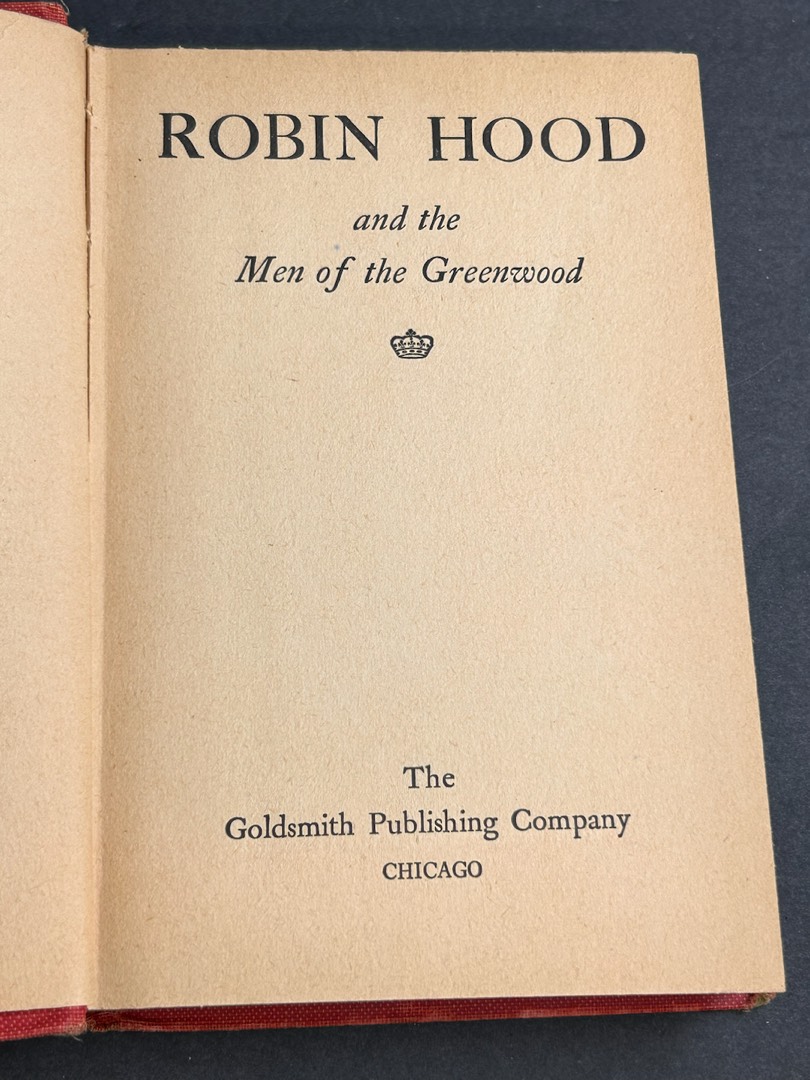 ROBIN HOOD
and the
Men of the Greenwood
The
Goldsmith Publishing Company
CHICAGO